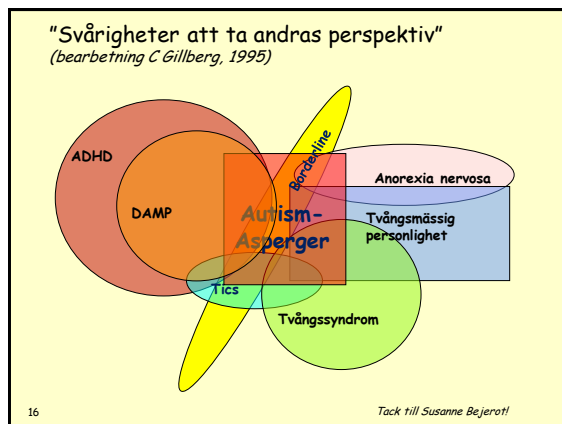 "Svårigheter att ta andras perspektiv"
(bearbetning C Gillberg, 1995)
Borderline
ADHD
Anorexia nervosa
DAMP
Autism-
Asperger
Tvångsmässig
personlighet
Tics
Tvångssyndrom
16
Tack till Susanne Bejerot!